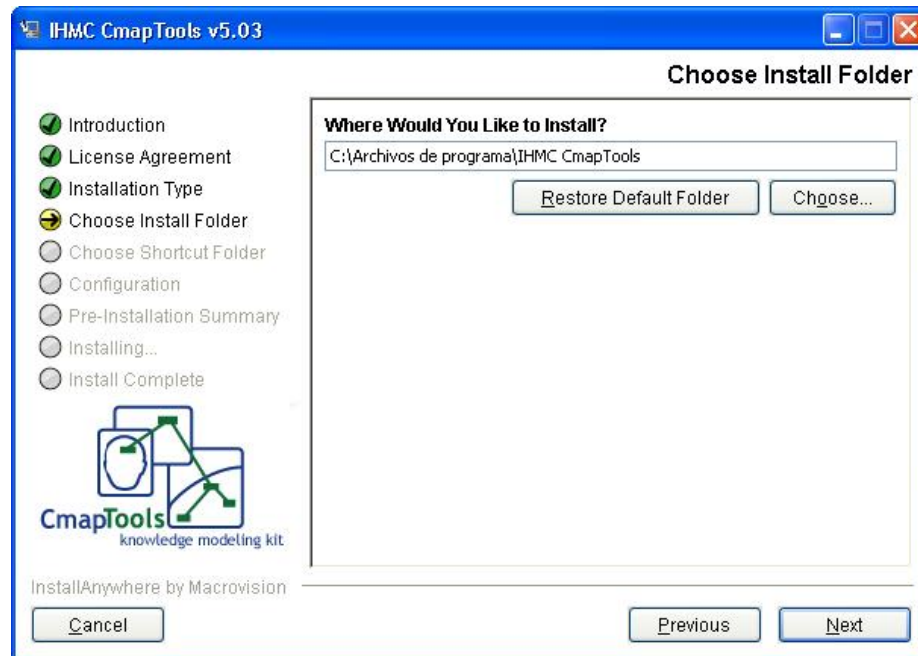 IHMC CmapTools v5.03
Choose Install Folder
Introduction
License Agreement
Installation Type
Choose Install Folder
Choose Shortcut Folder
Configuration
Pre-Installation Summary
Installing...
Install Complete
CmapTools
knowledge modeling kit
Where Would You Like to Install?
C:\Archivos de programa\IHMC CmapTools
Restore Default Folder
Choose...
InstallAnywhere by Macrovision
Cancel
Previous
Next